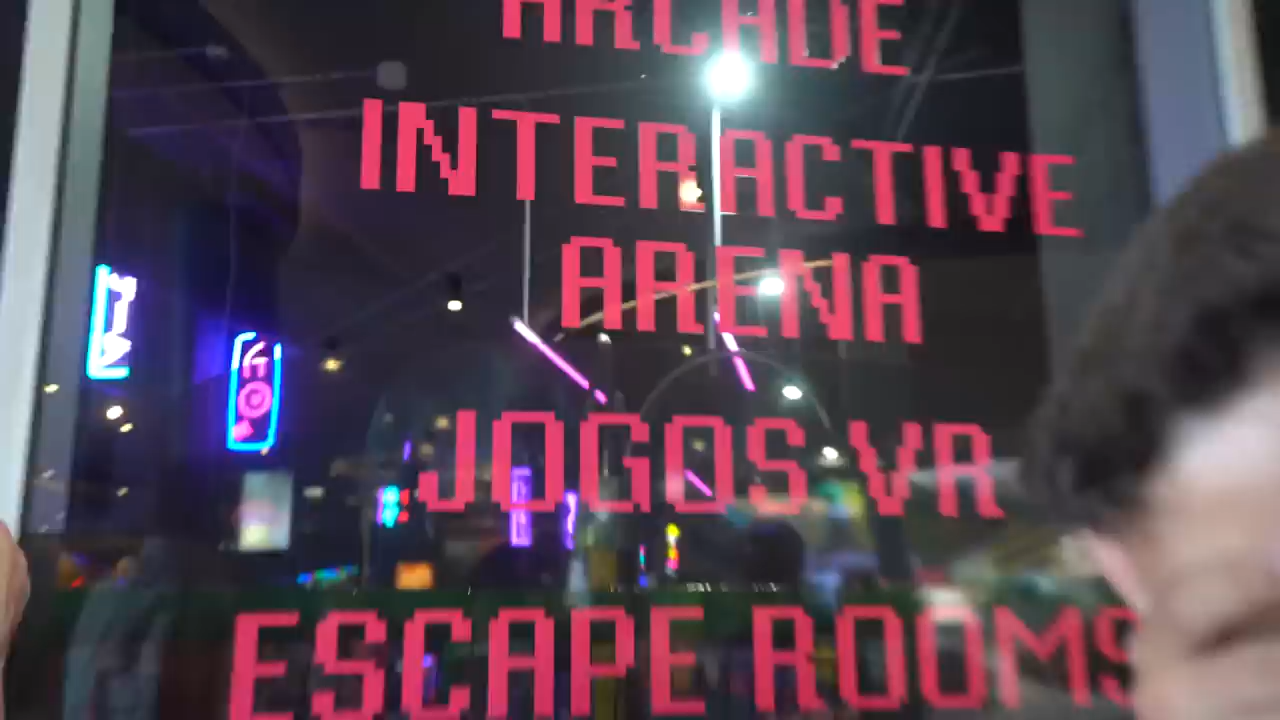 ARCADE
INTERACTIVE
ARENA
JOGOS VR
ESCAPE ROOMS